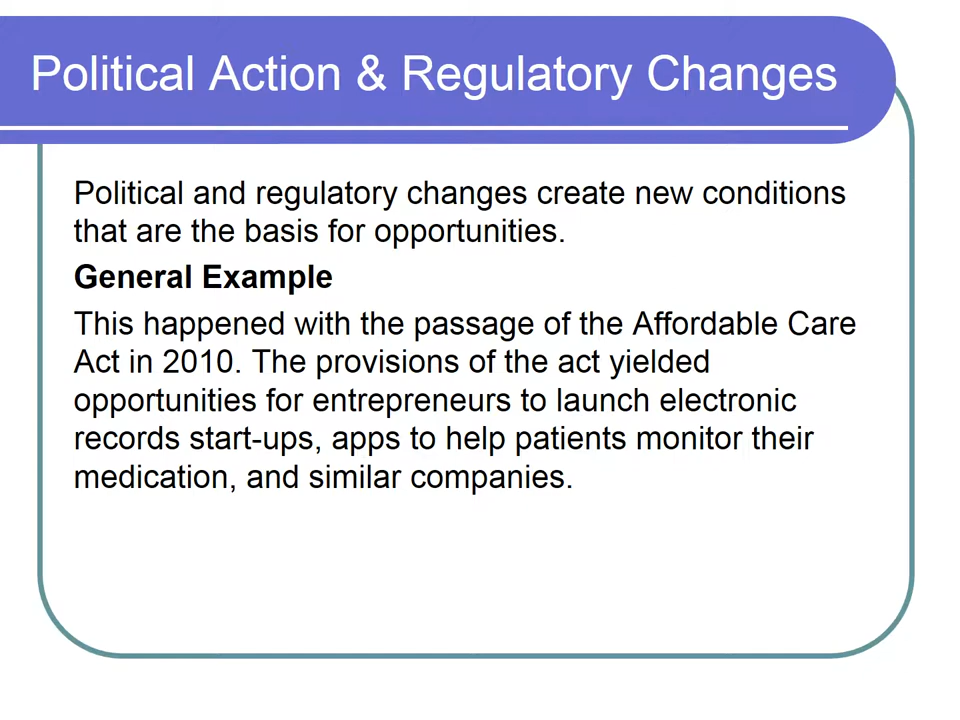 Political Action & Regulatory Changes
Political and regulatory changes create new conditions
that are the basis for opportunities.
General Example
This happened with the passage of the Affordable Care
Act in 2010. The provisions of the act yielded
opportunities for entrepreneurs to launch electronic
records start-ups, apps to help patients monitor their
medication, and similar companies.